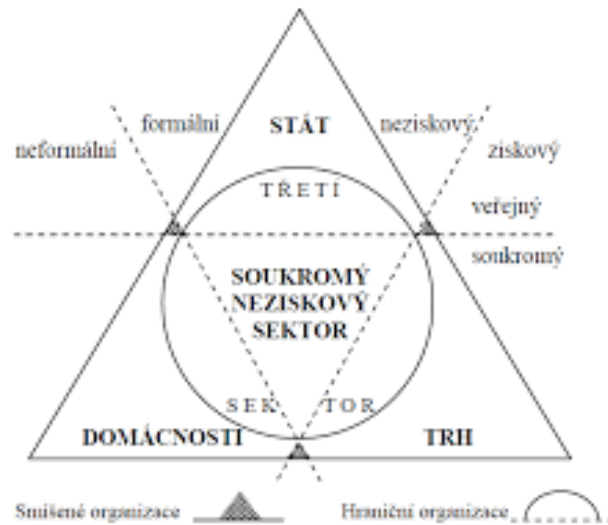 formální
STÁT
neziskový
neformální
ziskový
TŘETÍ
veřejný
soukromý
SOUKROMÝ
NEZISKOVÝ
SEKTOR
SEK TOR
DOMÁCNOSTI
TRH
Smíšené organizace
Hraniční organizace